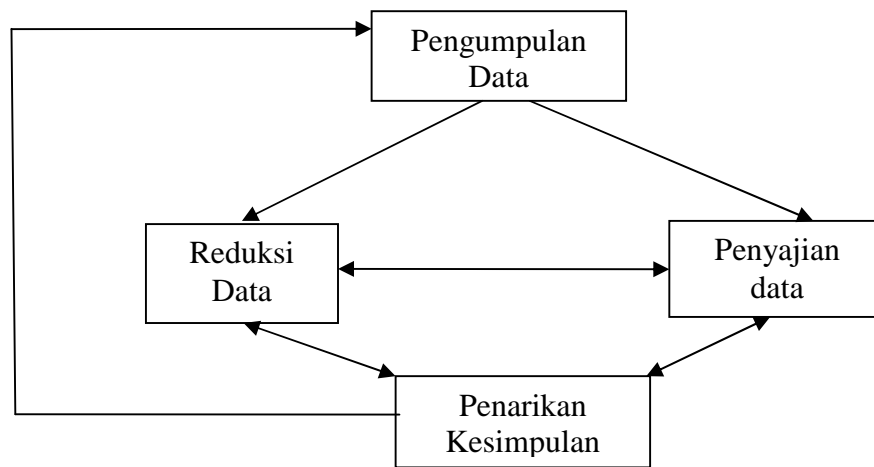 Pengumpulan
Data
Reduksi
Data
Penyajian
data
Penarikan
Kesimpulan